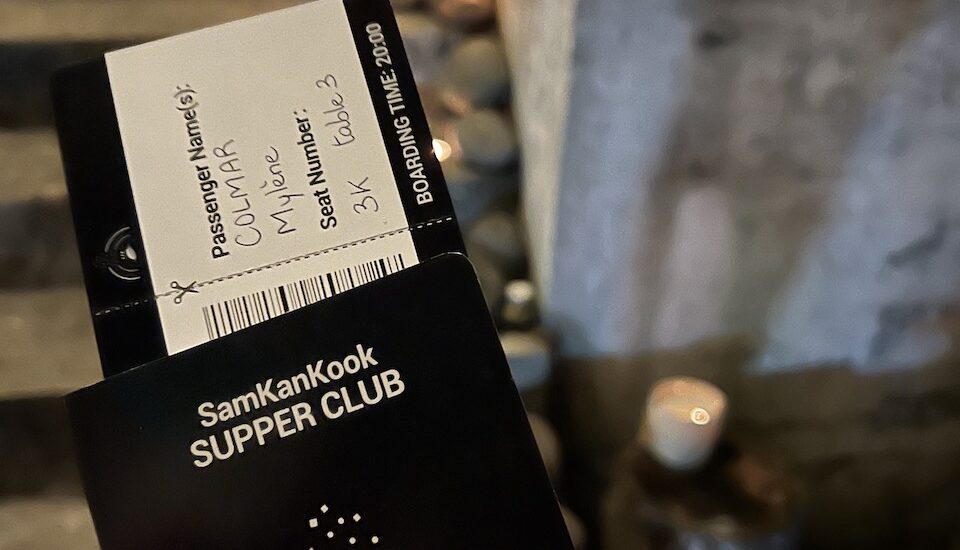 Passenger Name(s):
COLMAR
Mylène
Seat Number:
3K table 3
BOARDING TIME: 20:00
SamKanKook
SUPPER CLUB